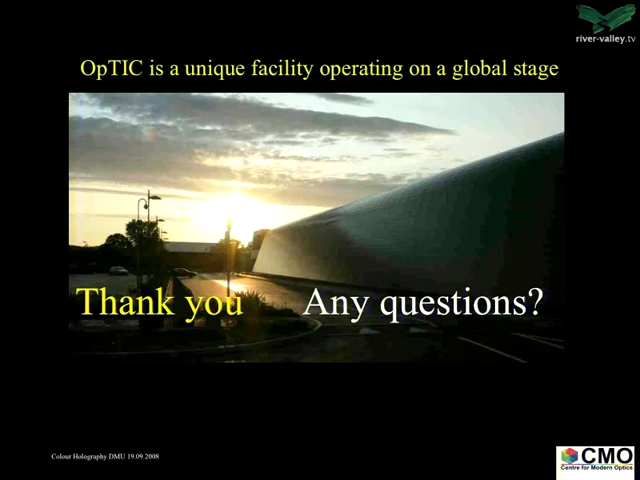 river-valley.tv
OpTIC is a unique facility operating on a global stage
Thank you Any questions?
Colour Holography DMU 19.09.2008
CMO
Centre for Modern Optics